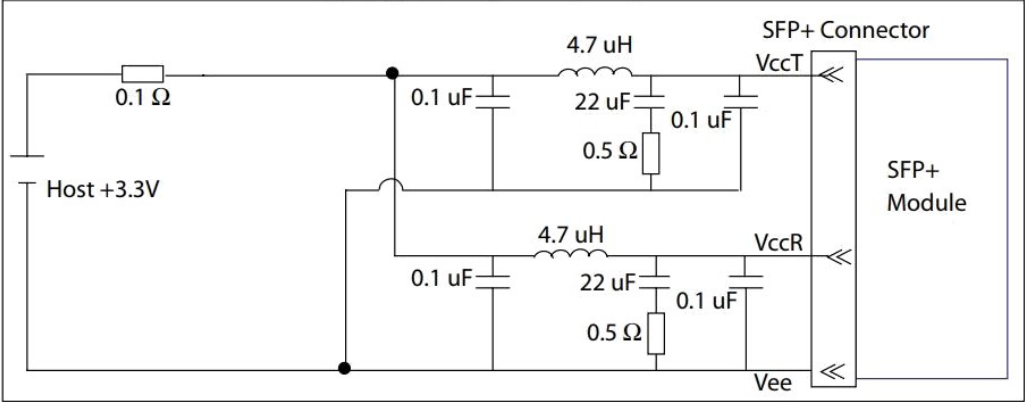 SFP+ Connector
4.7 uH
VccT
0.1 Ω
0.1 uF
22 uF
0.1 uF
0.5 Ω
SFP+
Module
Host +3.3V
4.7 uH
VccR
0.1 uF
22 uF
0.1 uF
0.5 Ω
Vee